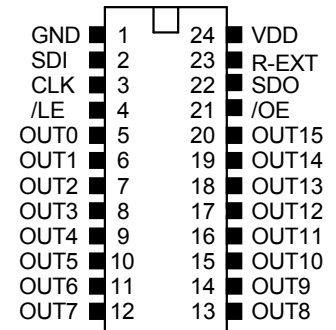 GND 1 24 VDD
SDI 2 23 R-EXT
CLK 3 22 SDO
/LE 4 21 /OE
OUT0 5 20 OUT15
OUT1 6 19 OUT14
OUT2 7 18 OUT13
OUT3 8 17 OUT12
OUT4 9 16 OUT11
OUT5 10 15 OUT10
OUT6 11 14 OUT9
OUT7 12 13 OUT8